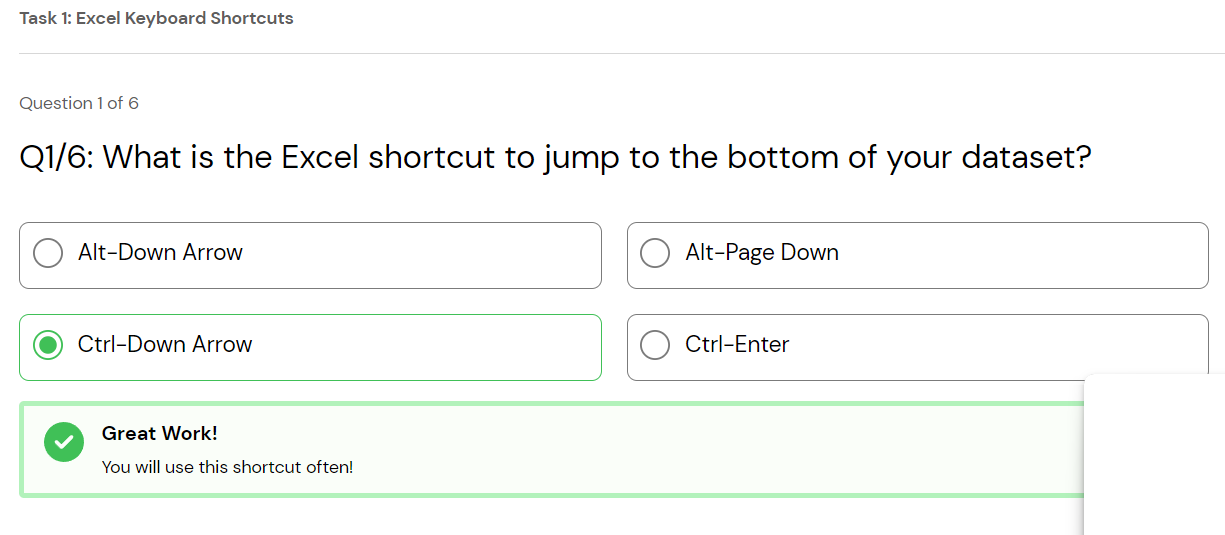 Task 1: Excel Keyboard Shortcuts
Question 1 of 6
Q1/6: What is the Excel shortcut to jump to the bottom of your dataset?
Alt-Down Arrow
Alt-Page Down
Ctrl-Down Arrow
Ctrl-Enter
Great Work!
You will use this shortcut often!